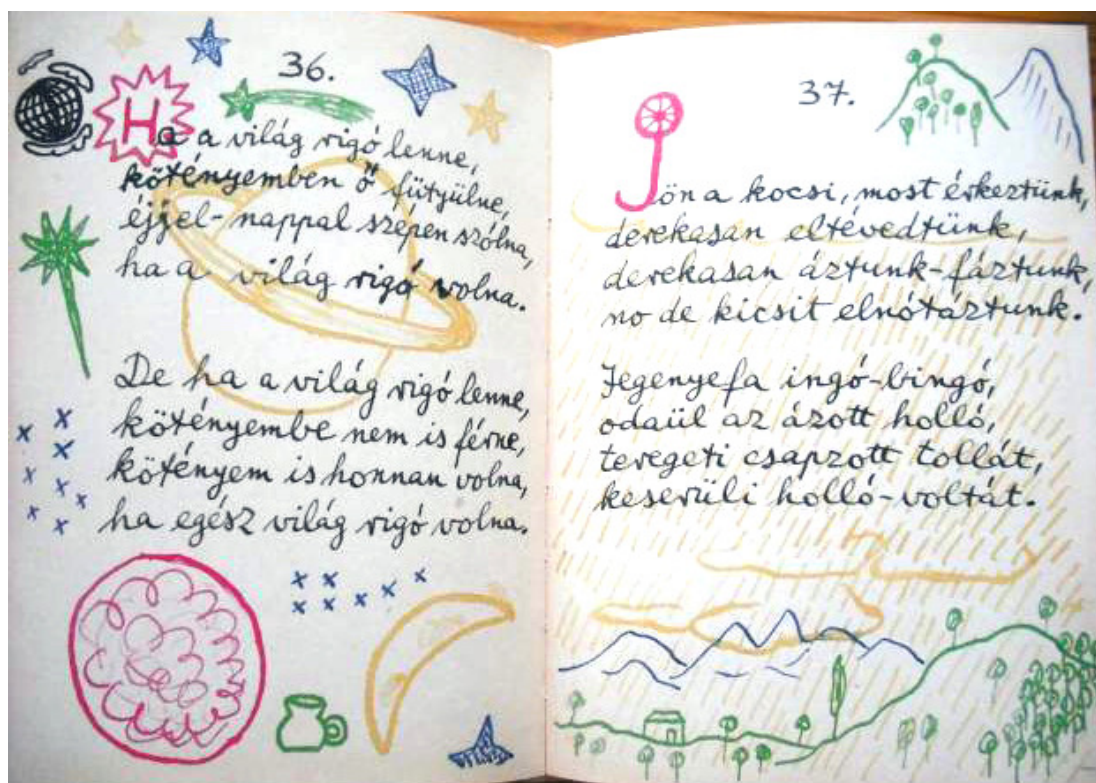 36.
Ha a világ rigó lenne,
kötényemben ő fütyülne,
éjjel-nappal szépen szólna,
ha a világ rigó volna.
De ha a világ rigó lenne,
kötényembe nem is férne,
kötényem is honnan volna,
ha egész világ rigó volna.
37.
Jön a kocsi, most érkeztünk,
derekasan eltévedtünk,
derekasan áztunk-fáztunk,
no de kicsit elnótáztunk.
Jegenyefa ingó-bingó,
odaül az ázott holló,
teregeti csapzott tollát,
keserüli holló-voltát.